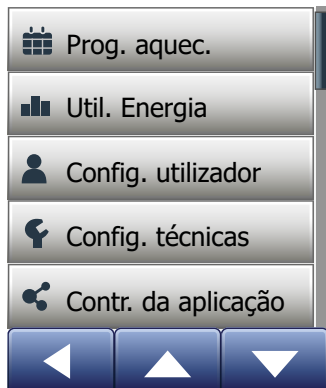 Prog. aquec.
Util. Energia
Config. utilizador
Config. técnicas
Contr. da aplicação